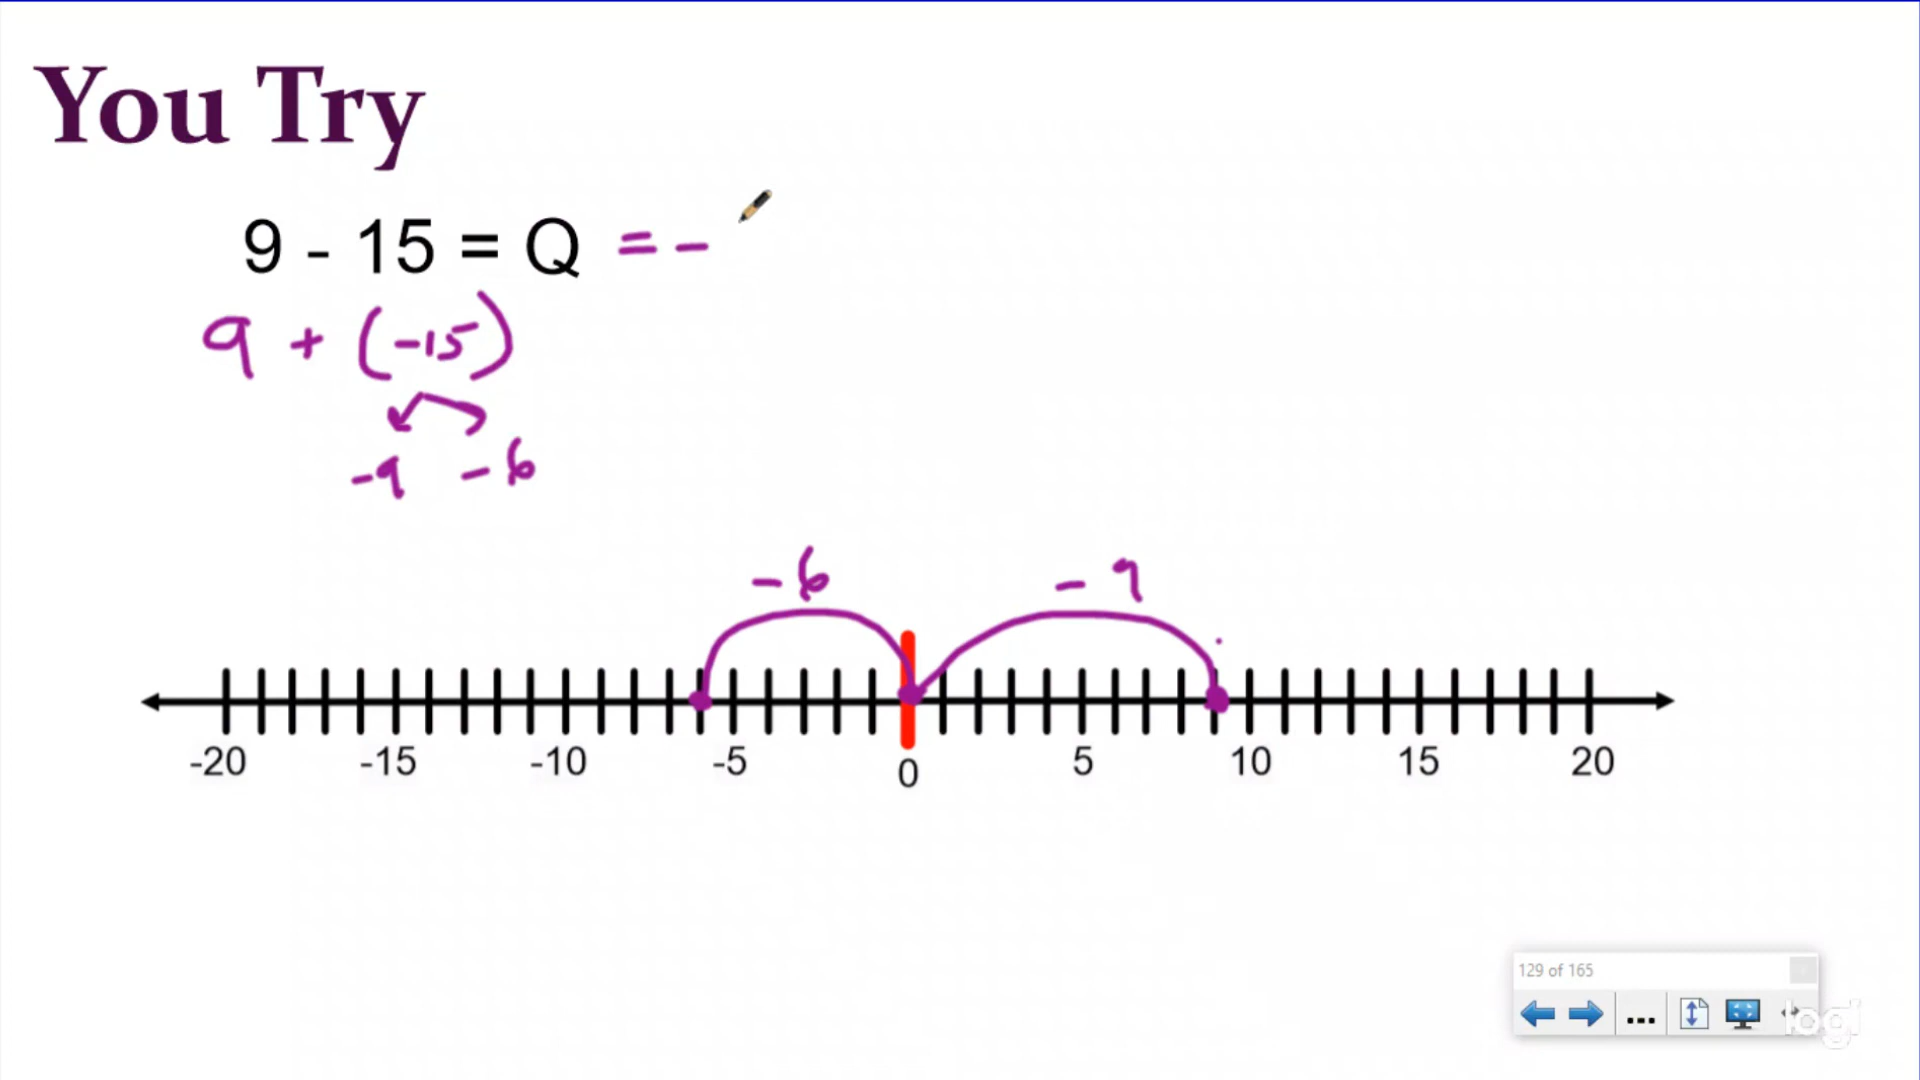 You Try
9 - 15 = Q = -
9 + (-15)
-9 -6
-6 -9
-20 -15 -10 -5 0 5 10 15 20
129 of 165
...
logi